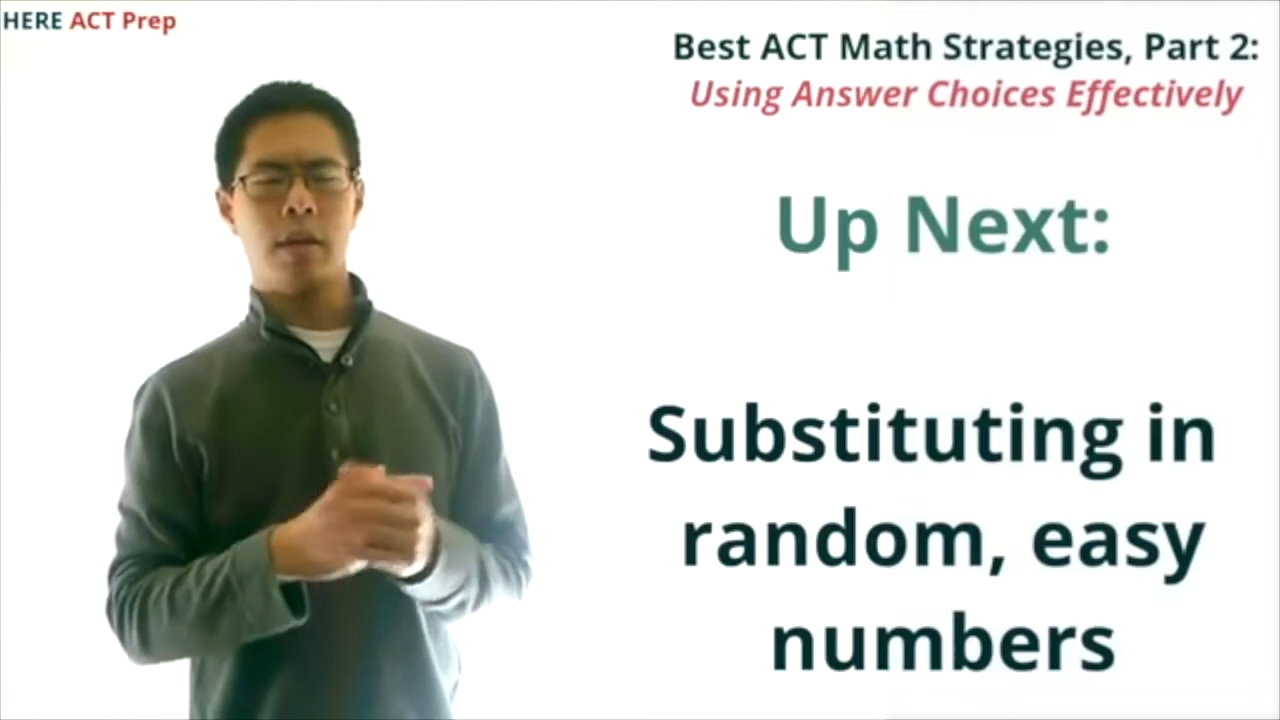 HERE ACT Prep
Best ACT Math Strategies, Part 2:
Using Answer Choices Effectively
Up Next:
Substituting in
random, easy
numbers